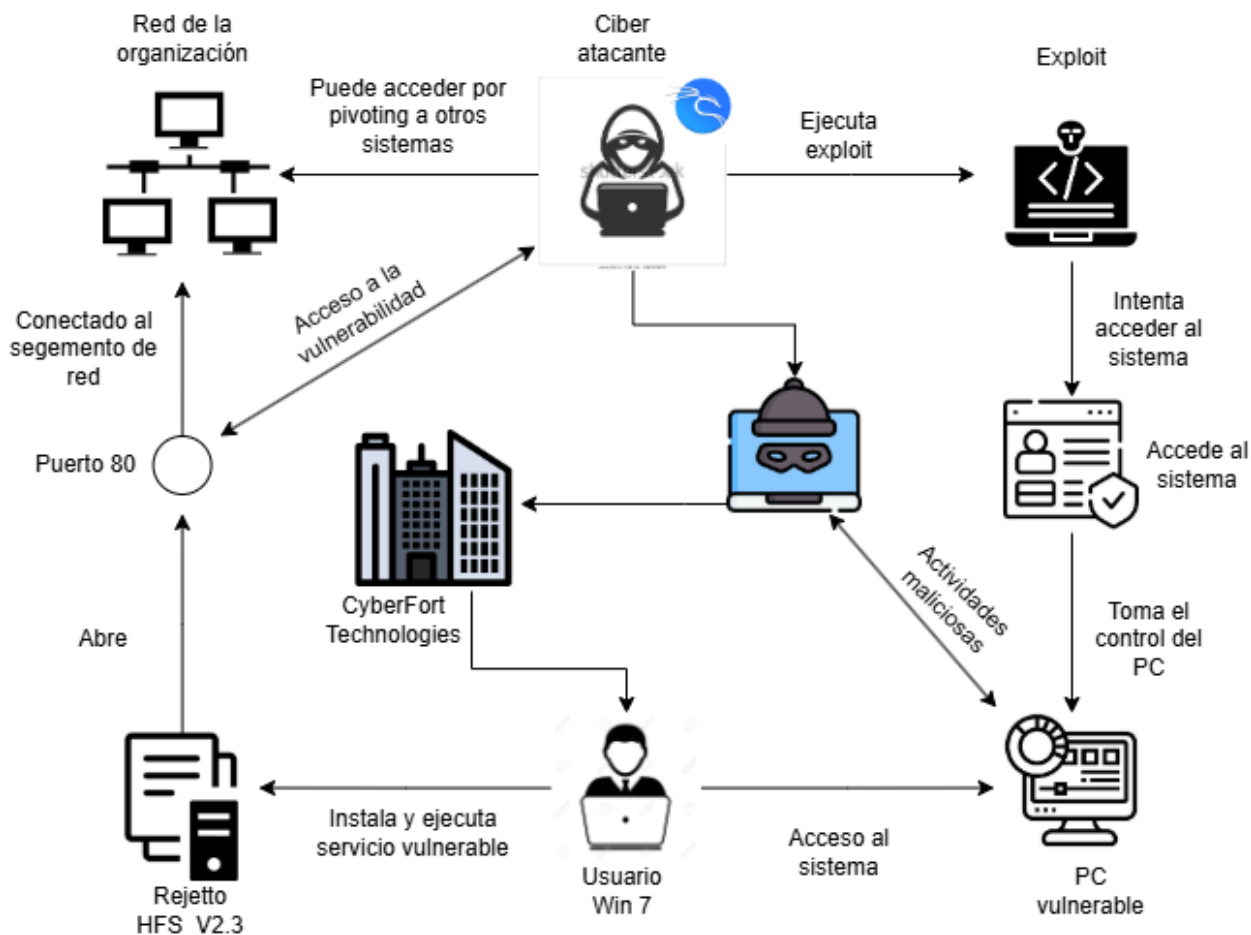 Red de la
organización
Ciber
atacante
Exploit
Puede acceder por
pivoting a otros
sistemas
Ejecuta
exploit
Acceso a la
vulnerabilidad
Conectado al
segemento de
red
Intenta
acceder al
sistema
Puerto 80
Accede al
sistema
CyberFort
Technologies
Actividades
maliciosas
Abre
Toma el
control del
PC
Instala y ejecuta
servicio vulnerable
Acceso al
sistema
Rejetto
HFS V2.3
Usuario
Win 7
PC
vulnerable